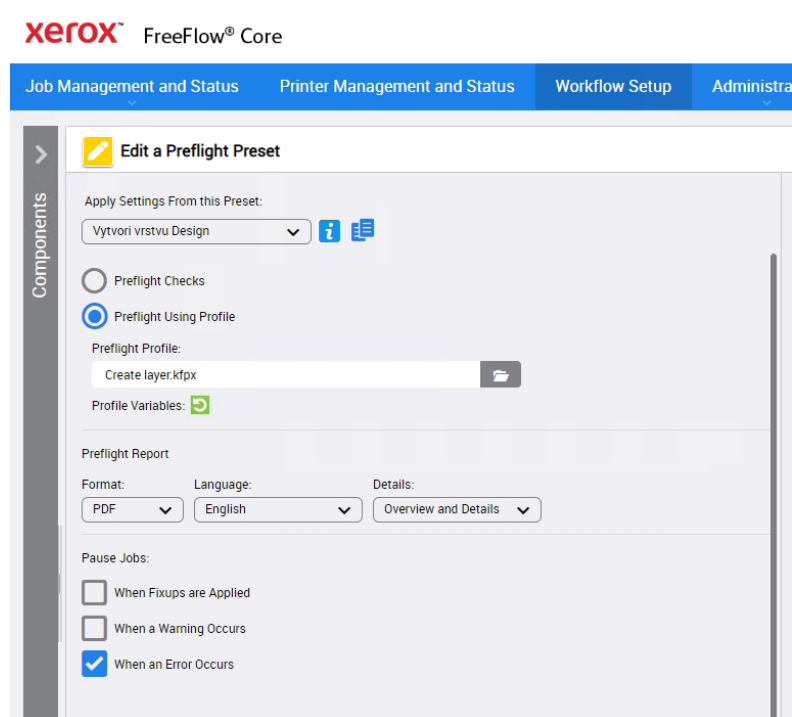 xerox™ FreeFlow® Core
Job Management and Status Printer Management and Status Workflow Setup Administra
Edit a Preflight Preset
Components
Apply Settings From this Preset:
Vytvori vrstvu Design
Preflight Checks
Preflight Using Profile
Preflight Profile:
Create layer.kfpx
Profile Variables:
Preflight Report
Format: Language: Details:
PDF English Overview and Details
Pause Jobs:
When Fixups are Applied
When a Warning Occurs
When an Error Occurs